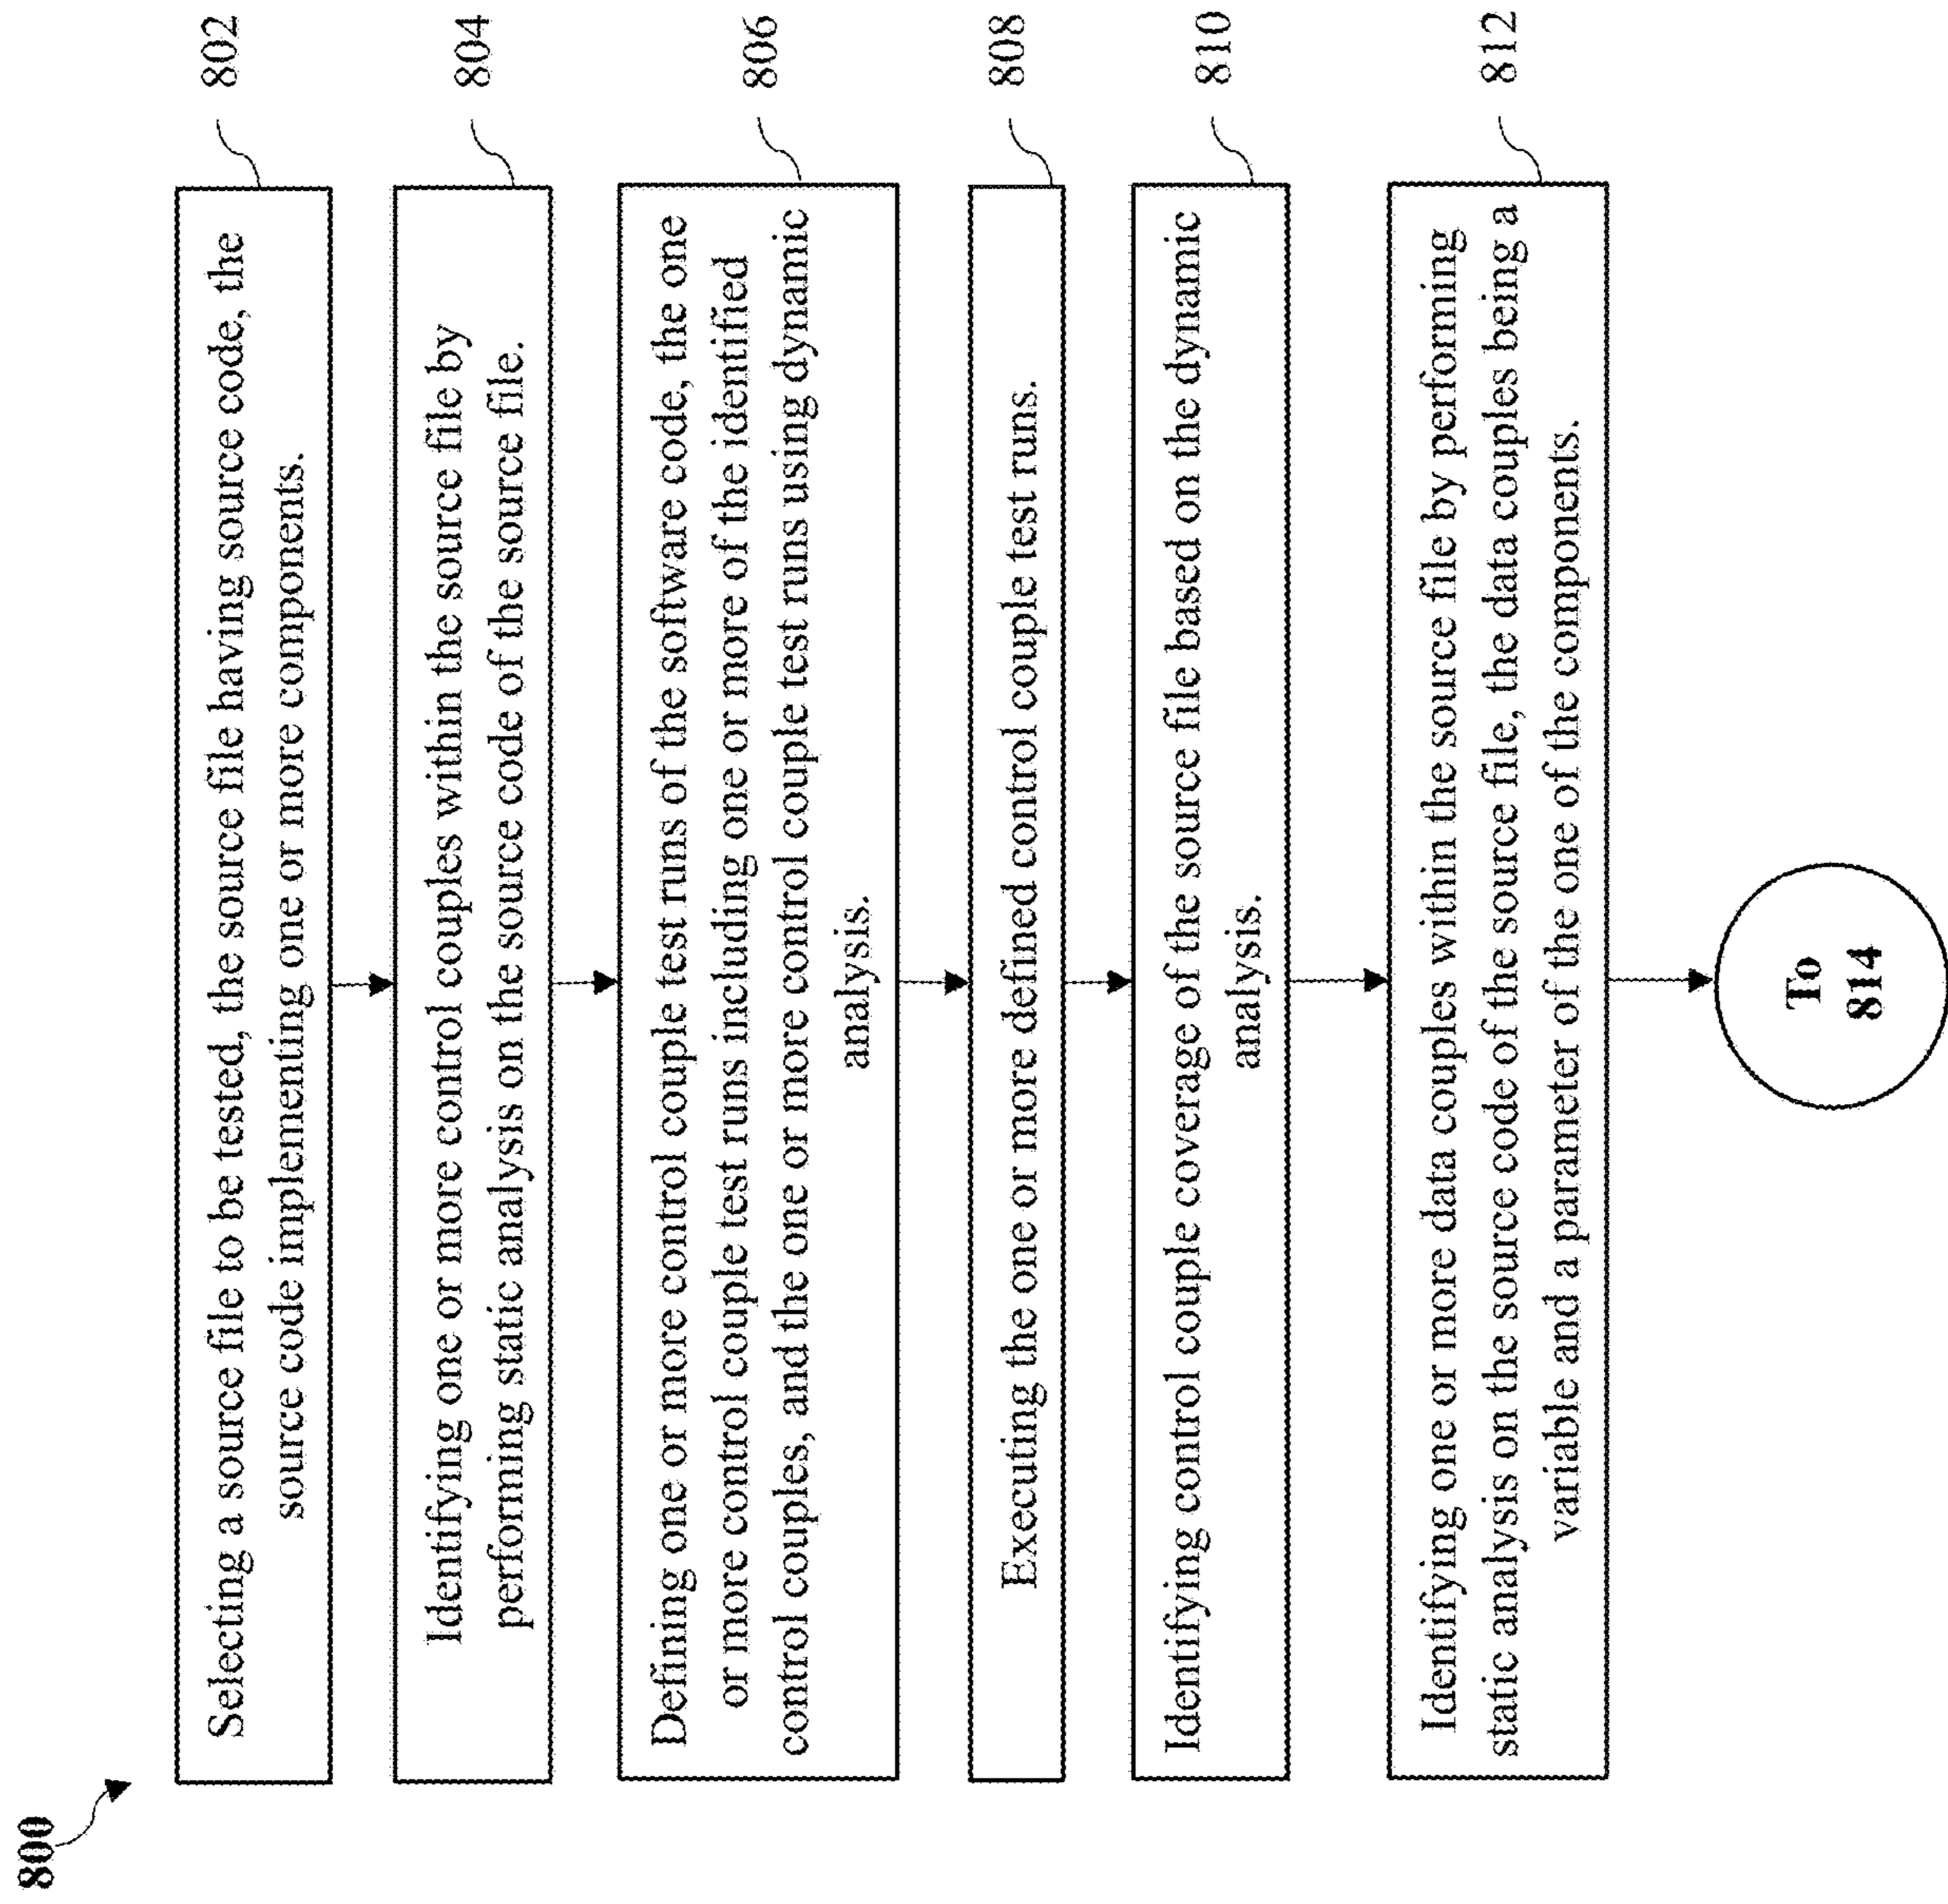 800
Selecting a source file to be tested, the source file having source code, the
source code implementing one or more components.
802
Identifying one or more control couples within the source file by
performing static analysis on the source code of the source file.
804
Defining one or more control couple test runs of the software code, the one
or more control couple test runs including one or more of the identified
control couples, and the one or more control couple test runs using dynamic
analysis.
806
Executing the one or more defined control couple test runs.
808
Identifying control couple coverage of the source file based on the dynamic
analysis.
810
Identifying one or more data couples within the source file by performing
static analysis on the source code of the source file, the data couples being a
variable and a parameter of the one of the components.
812
To
814